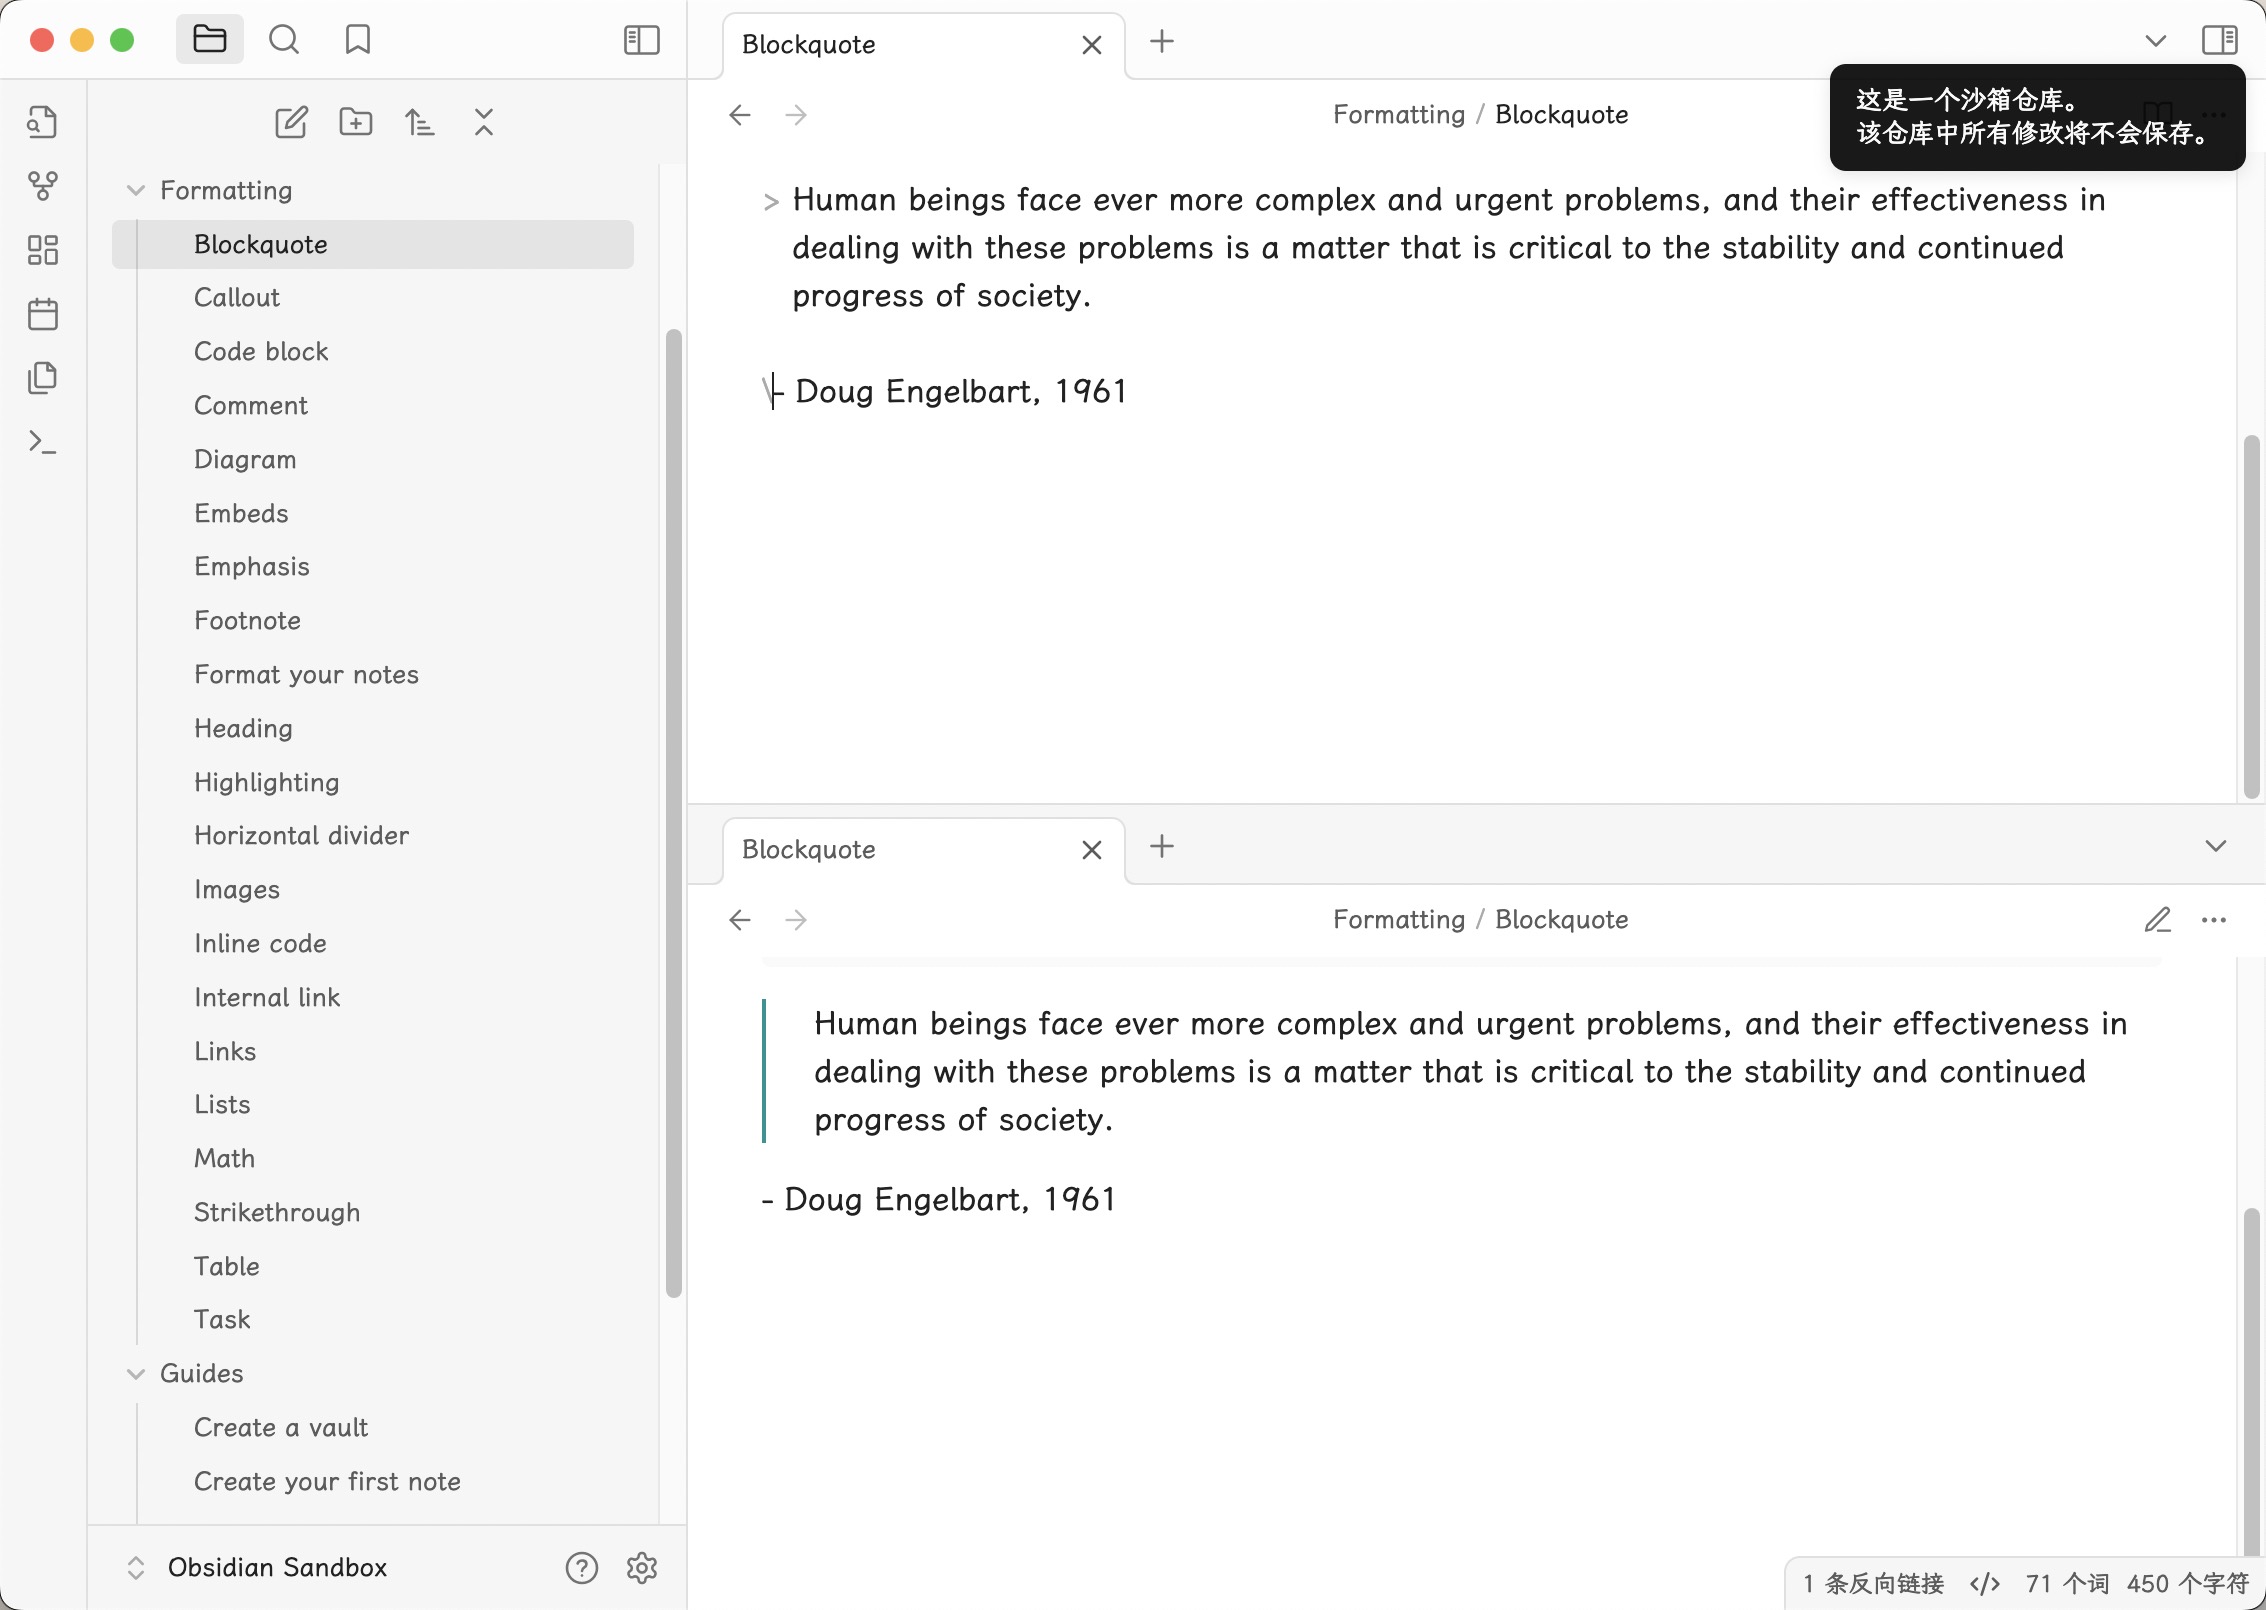 Blockquote
Formatting / Blockquote
这是一个沙箱仓库。
该仓库中所有修改将不会保存。
Formatting
Blockquote
Callout
Code block
Comment
Diagram
Embeds
Emphasis
Footnote
Format your notes
Heading
Highlighting
Horizontal divider
Images
Inline code
Internal link
Links
Lists
Math
Strikethrough
Table
Task
Guides
Create a vault
Create your first note
Obsidian Sandbox
> Human beings face ever more complex and urgent problems, and their effectiveness in
dealing with these problems is a matter that is critical to the stability and continued
progress of society.
\- Doug Engelbart, 1961
Blockquote
Formatting / Blockquote
Human beings face ever more complex and urgent problems, and their effectiveness in
dealing with these problems is a matter that is critical to the stability and continued
progress of society.
- Doug Engelbart, 1961
1 条反向链接 </> 71 个词 450 个字符